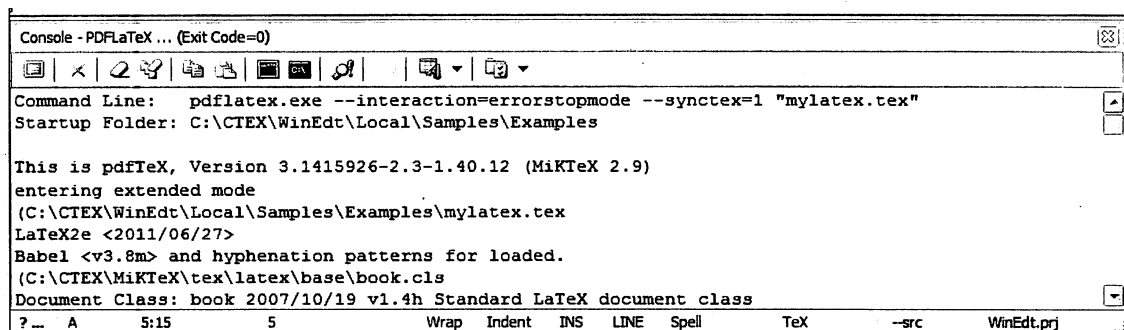 Console - PDFLaTeX ... (Exit Code=0)
Command Line:   pdflatex.exe --interaction=errorstopmode --synctex=1 "mylatex.tex"
Startup Folder: C:\CTEX\WinEdt\Local\Samples\Examples
This is pdfTeX, Version 3.1415926-2.3-1.40.12 (MiKTeX 2.9)
entering extended mode
(C:\CTEX\WinEdt\Local\Samples\Examples\mylatex.tex
LaTeX2e <2011/06/27>
Babel <v3.8m> and hyphenation patterns for loaded.
(C:\CTEX\MiKTeX\tex\latex\base\book.cls
Document Class: book 2007/10/19 v1.4h Standard LaTeX document class
? ... A 5:15 5 Wrap Indent INS LINE Spell TeX --src WinEdt.prj